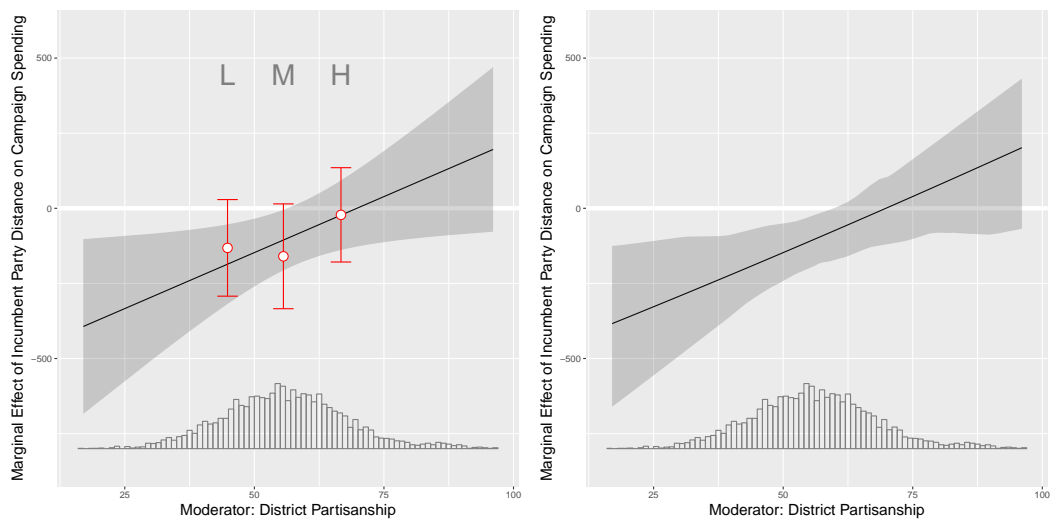 Marginal Effect of Incumbent Party Distance on Campaign Spending
500
0
−500
L M H
25 50 75 100
Moderator: District Partisanship
Marginal Effect of Incumbent Party Distance on Campaign Spending
500
0
−500
25 50 75 100
Moderator: District Partisanship